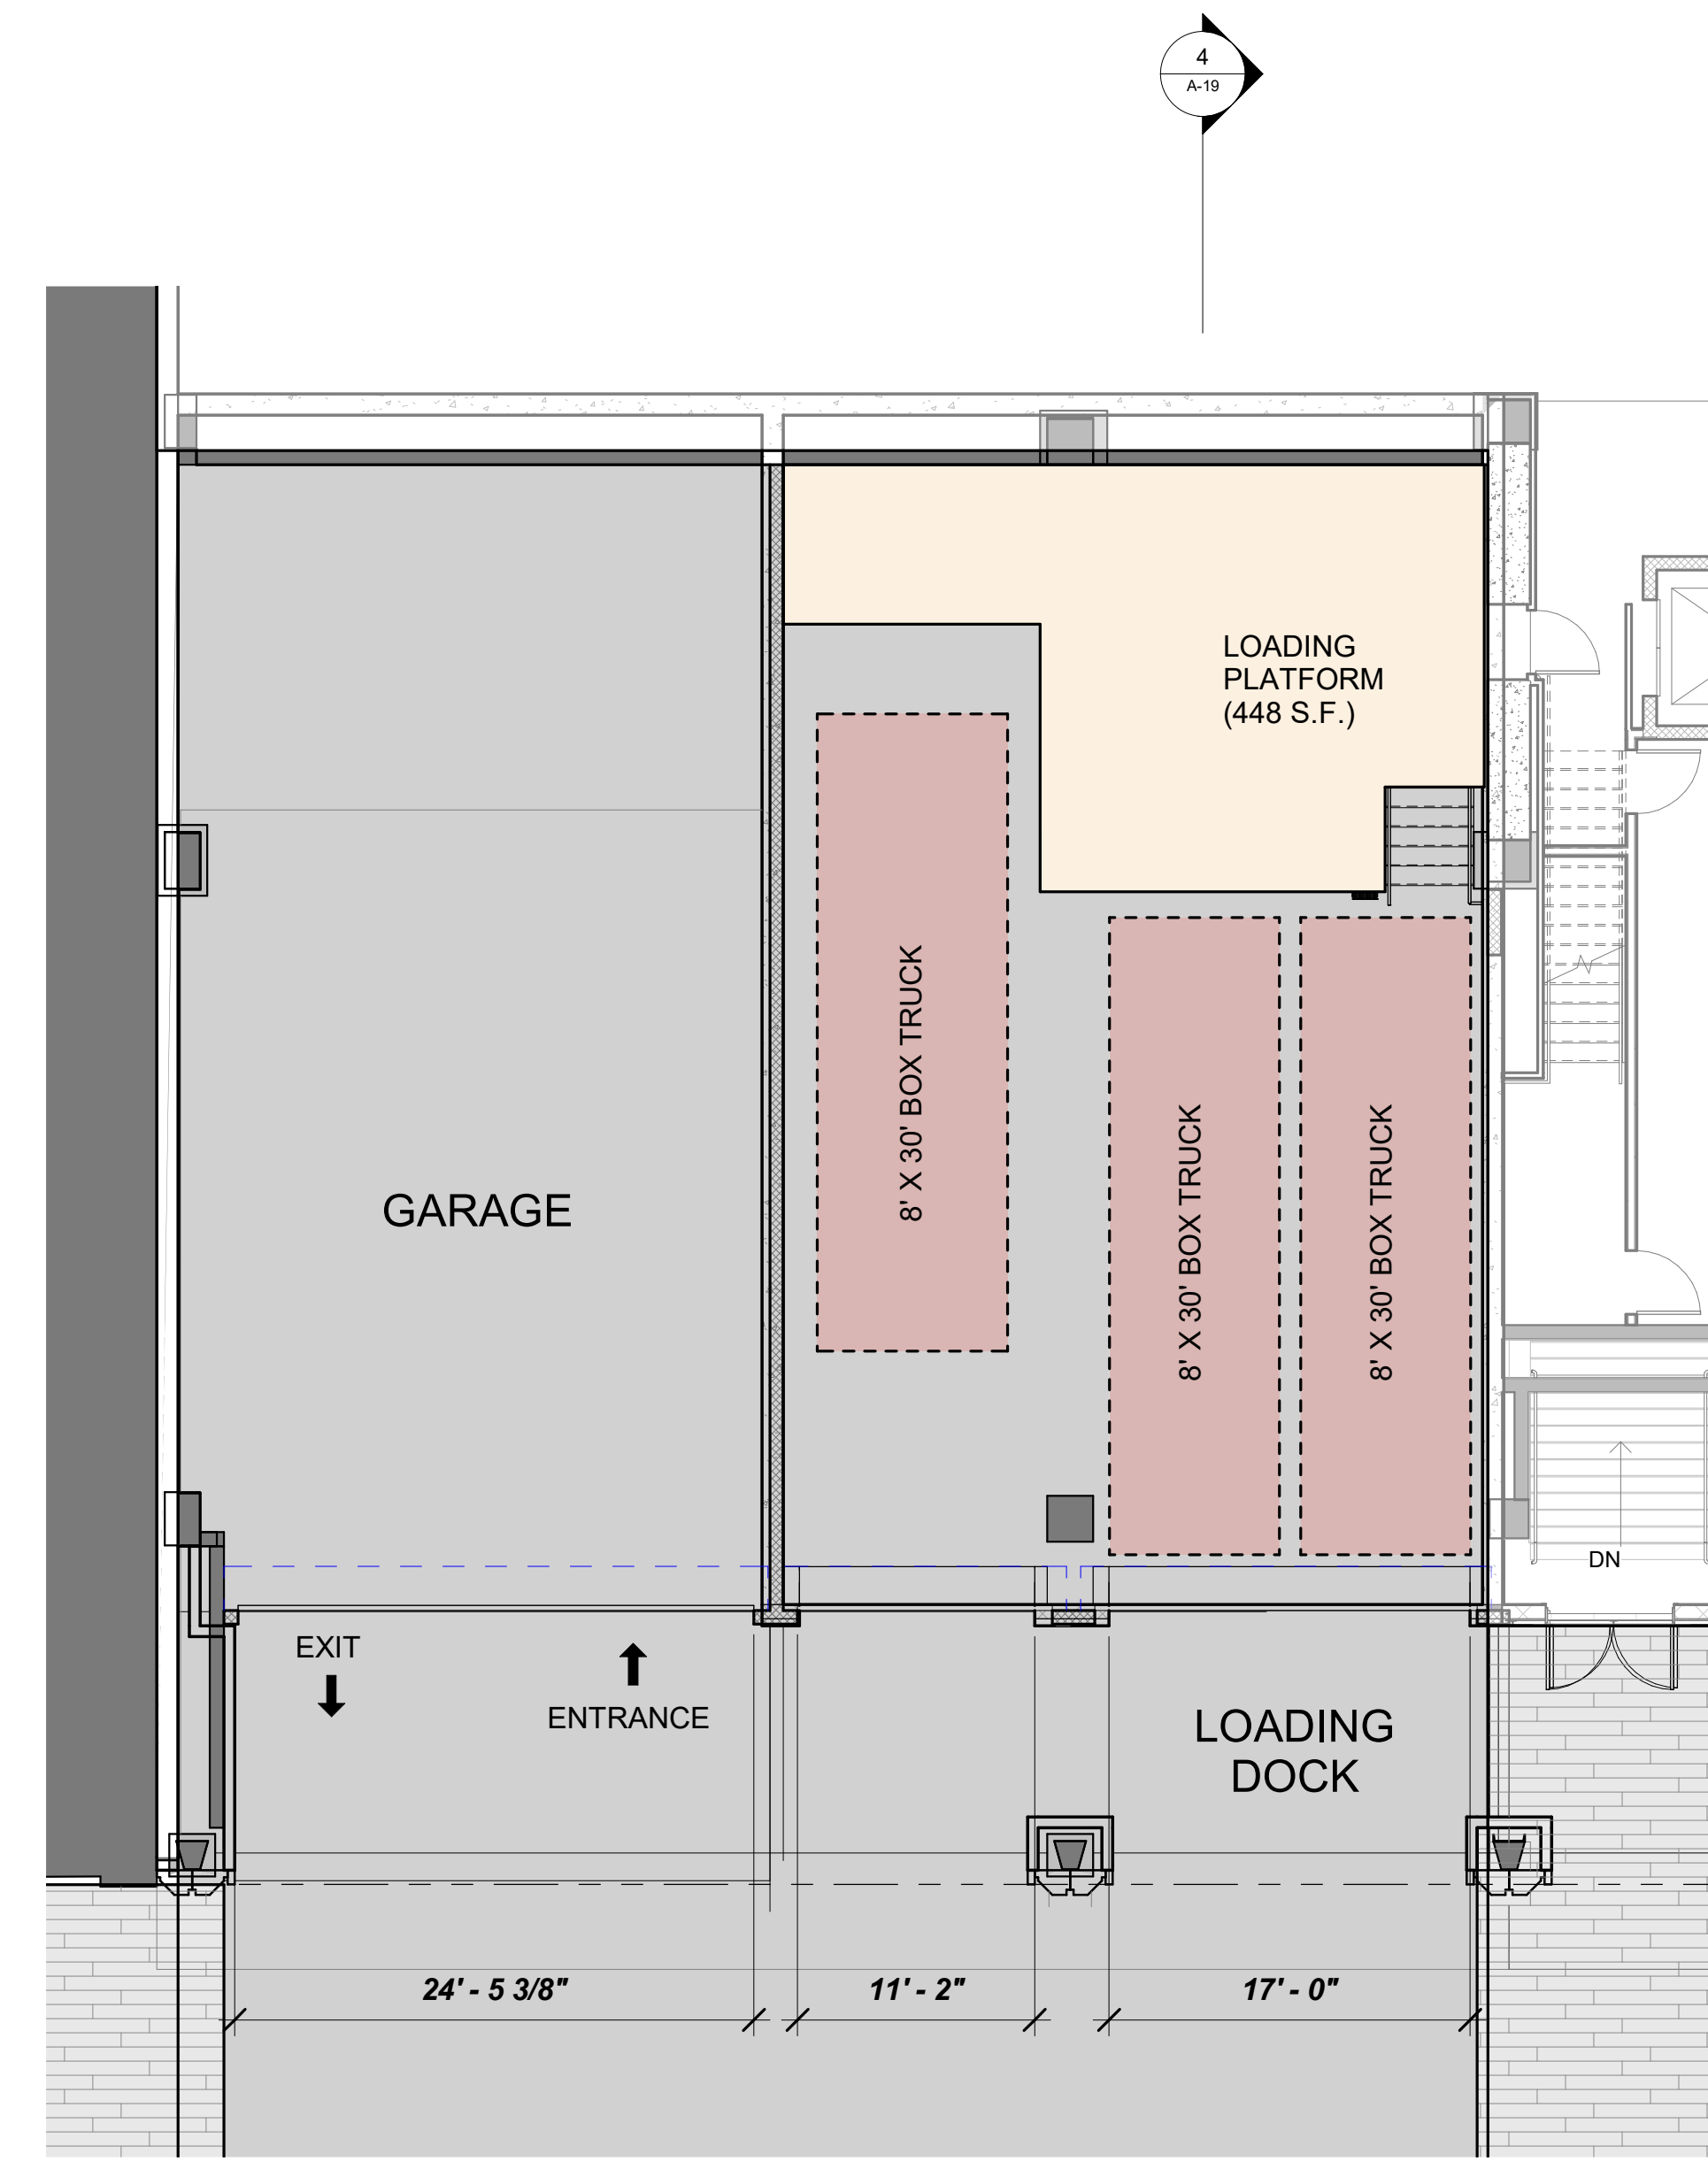 4
A-19
LOADING
PLATFORM
(448 S.F.)
8' X 30' BOX TRUCK
8' X 30' BOX TRUCK
8' X 30' BOX TRUCK
GARAGE
DN
EXIT
ENTRANCE
LOADING
DOCK
24' - 5 3/8"
11' - 2"
17' - 0"